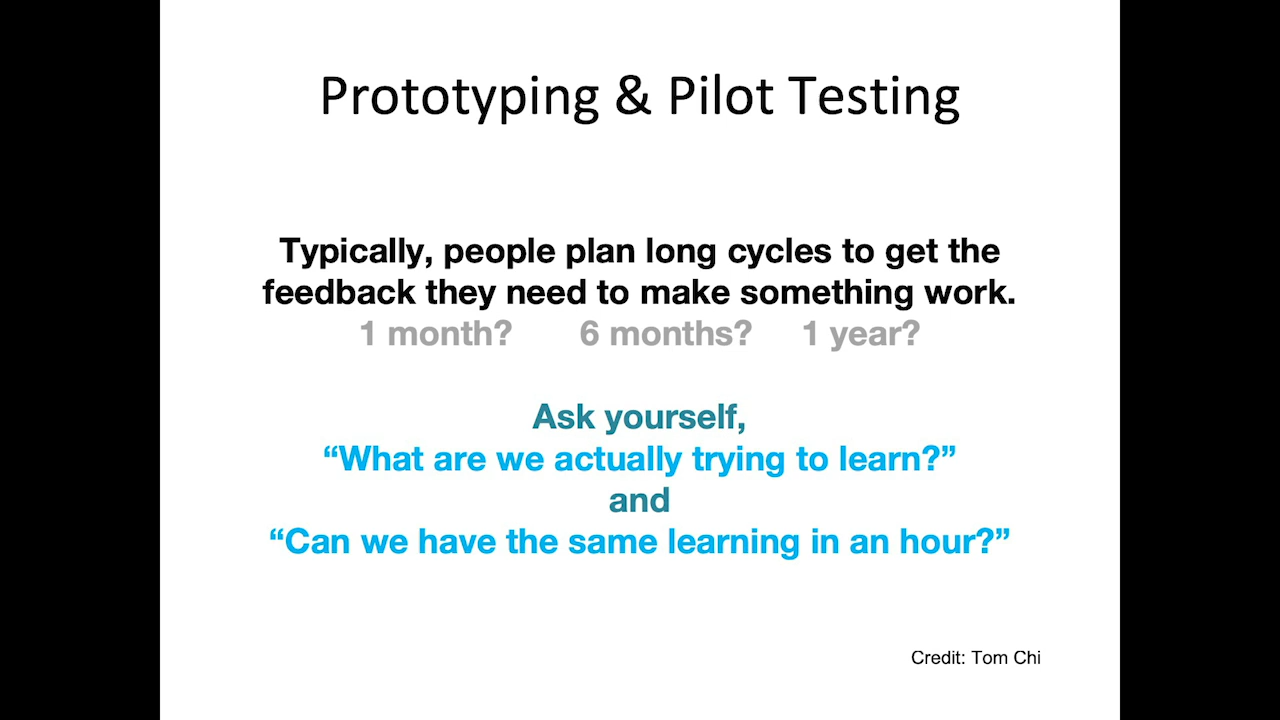 Prototyping & Pilot Testing
Typically, people plan long cycles to get the
feedback they need to make something work.
1 month? 6 months? 1 year?
Ask yourself,
“What are we actually trying to learn?”
and
“Can we have the same learning in an hour?”
Credit: Tom Chi